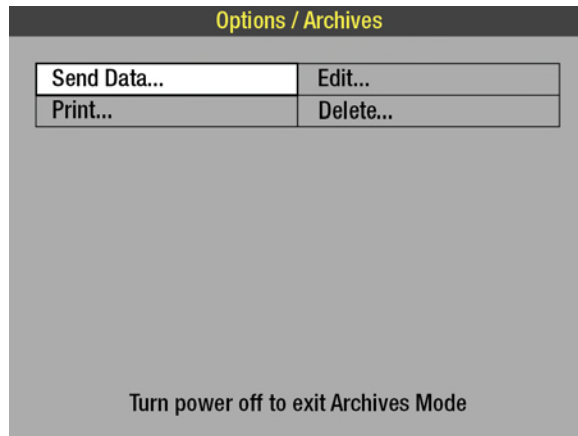 Options / Archives
Send Data... Edit...
Print... Delete...
Turn power off to exit Archives Mode